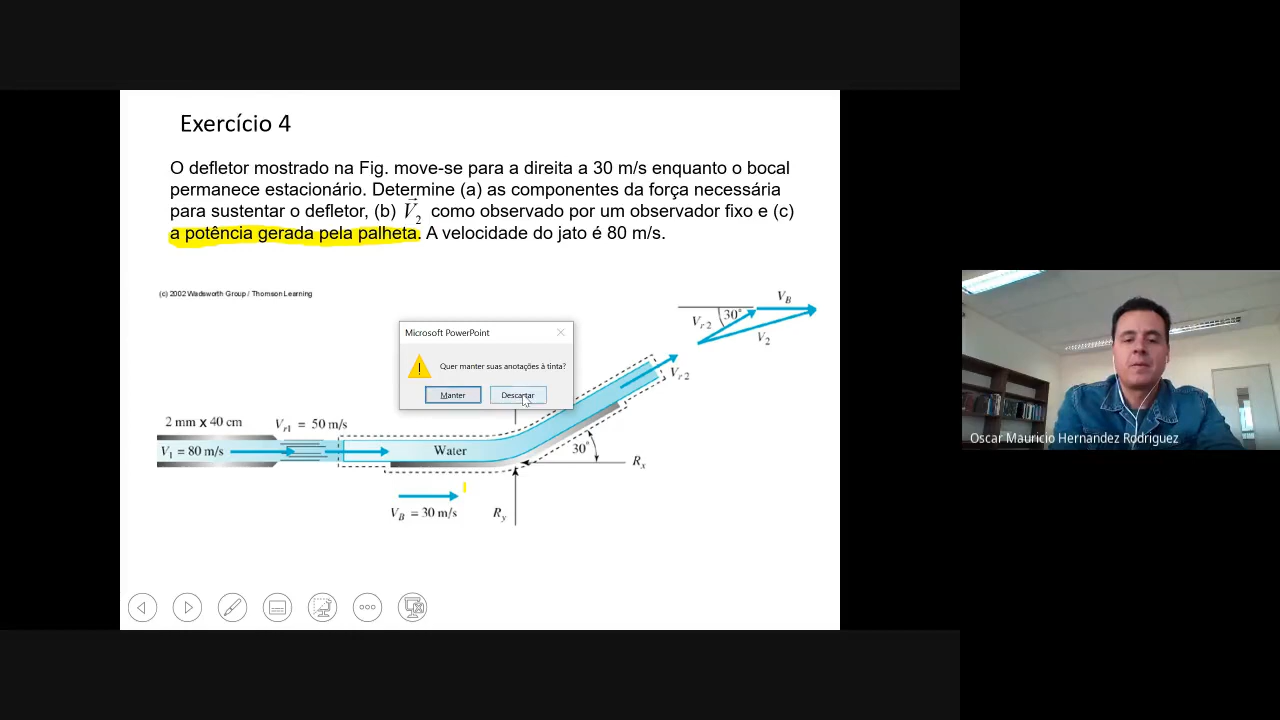 Exercício 4
O defletor mostrado na Fig. move-se para a direita a 30 m/s enquanto o bocal
permanece estacionário. Determine (a) as componentes da força necessária
para sustentar o defletor, (b) V⃗2 como observado por um observador fixo e (c)
a potência gerada pela palheta. A velocidade do jato é 80 m/s.
(c) 2002 Wadsworth Group / Thomson Learning
VB
30°
Vr2
V2
Microsoft PowerPoint
Quer manter suas anotações à tinta?
Manter
Descartar
Vr2
2 mm x 40 cm
Vr1 = 50 m/s
V1 = 80 m/s
Water
30°
Rx
VB = 30 m/s
Ry
Oscar Mauricio Hernandez Rodriguez